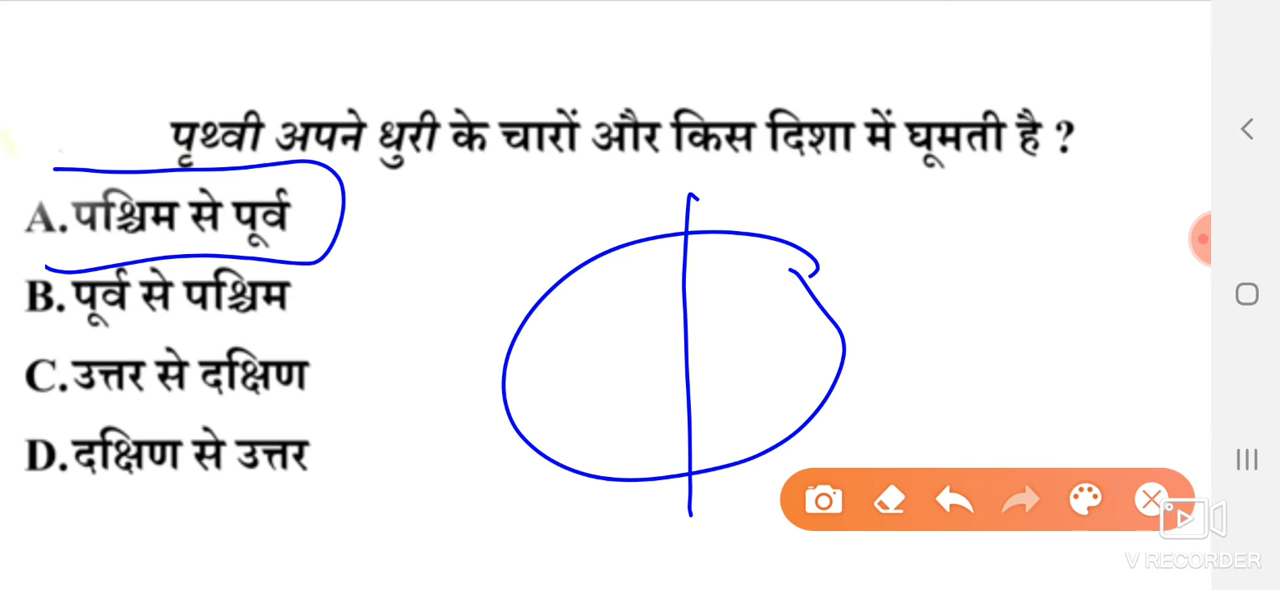 पृथ्वी अपने धुरी के चारों और किस दिशा में घूमती है ?
A.पश्चिम से पूर्व
B.पूर्व से पश्चिम
C.उत्तर से दक्षिण
D.दक्षिण से उत्तर
V RECORDER